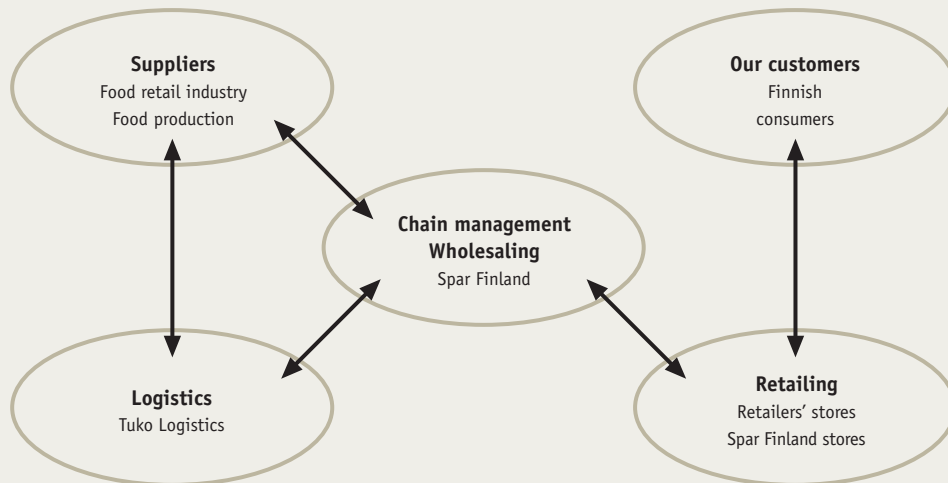 Suppliers
Food retail industry
Food production
Our customers
Finnish
consumers
Chain management
Wholesaling
Spar Finland
Logistics
Tuko Logistics
Retailing
Retailers’ stores
Spar Finland stores